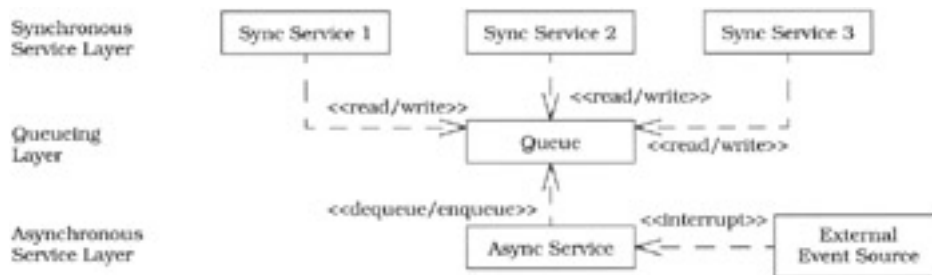 Synchronous
Service Layer
Sync Service 1
Sync Service 2
Sync Service 3
<<read/write>>
<<read/write>>
Queueing
Layer
Queue
<<read/write>>
<<dequeue/enqueue>>
<<interrupt>>
Asynchronous
Service Layer
Async Service
External
Event Source